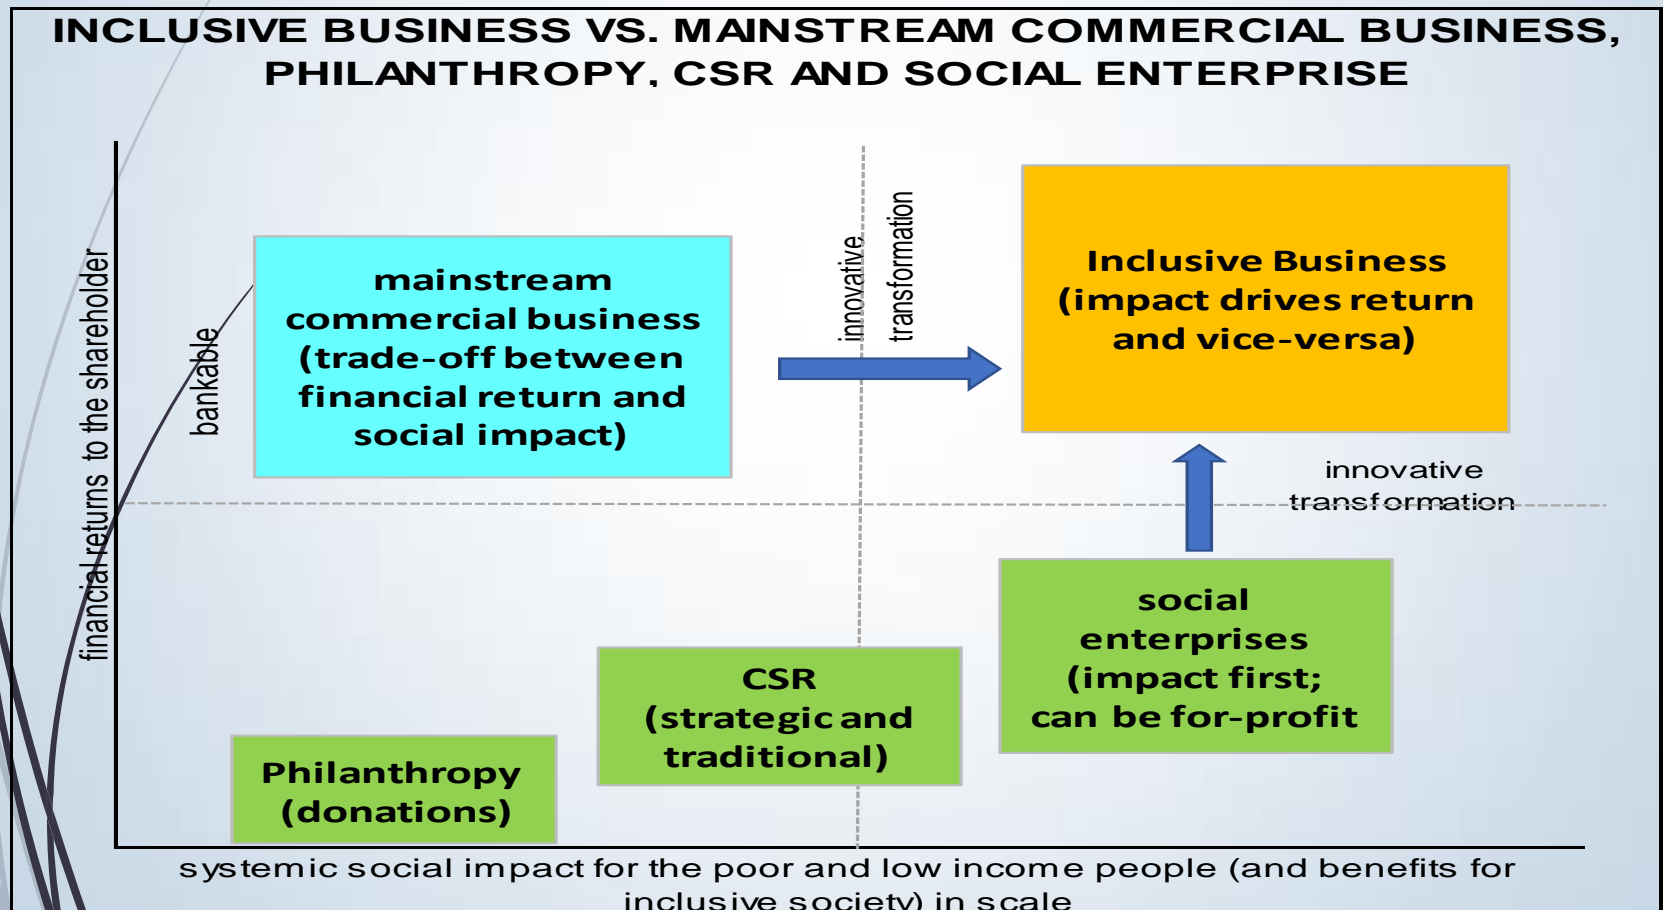 INCLUSIVE BUSINESS VS. MAINSTREAM COMMERCIAL BUSINESS,
PHILANTHROPY, CSR AND SOCIAL ENTERPRISE
financial returns to the shareholder
bankable
mainstream
commercial business
(trade-off between
financial return and
social impact)
innovative
transformation
Inclusive Business
(impact drives return
and vice-versa)
innovative
transformation
social
enterprises
(impact first;
can be for-profit
CSR
(strategic and
traditional)
Philanthropy
(donations)
systemic social impact for the poor and low income people (and benefits for
inclusive society) in scale